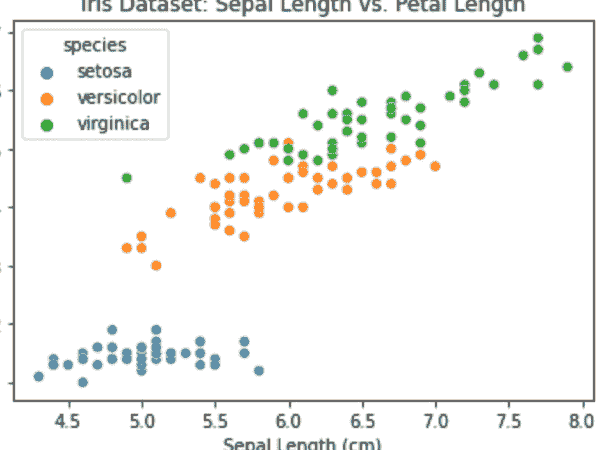 Iris Dataset: Sepal Length vs. Petal Length
species
setosa
versicolor
virginica
4.5 5.0 5.5 6.0 6.5 7.0 7.5 8.0
Sepal Length (cm)